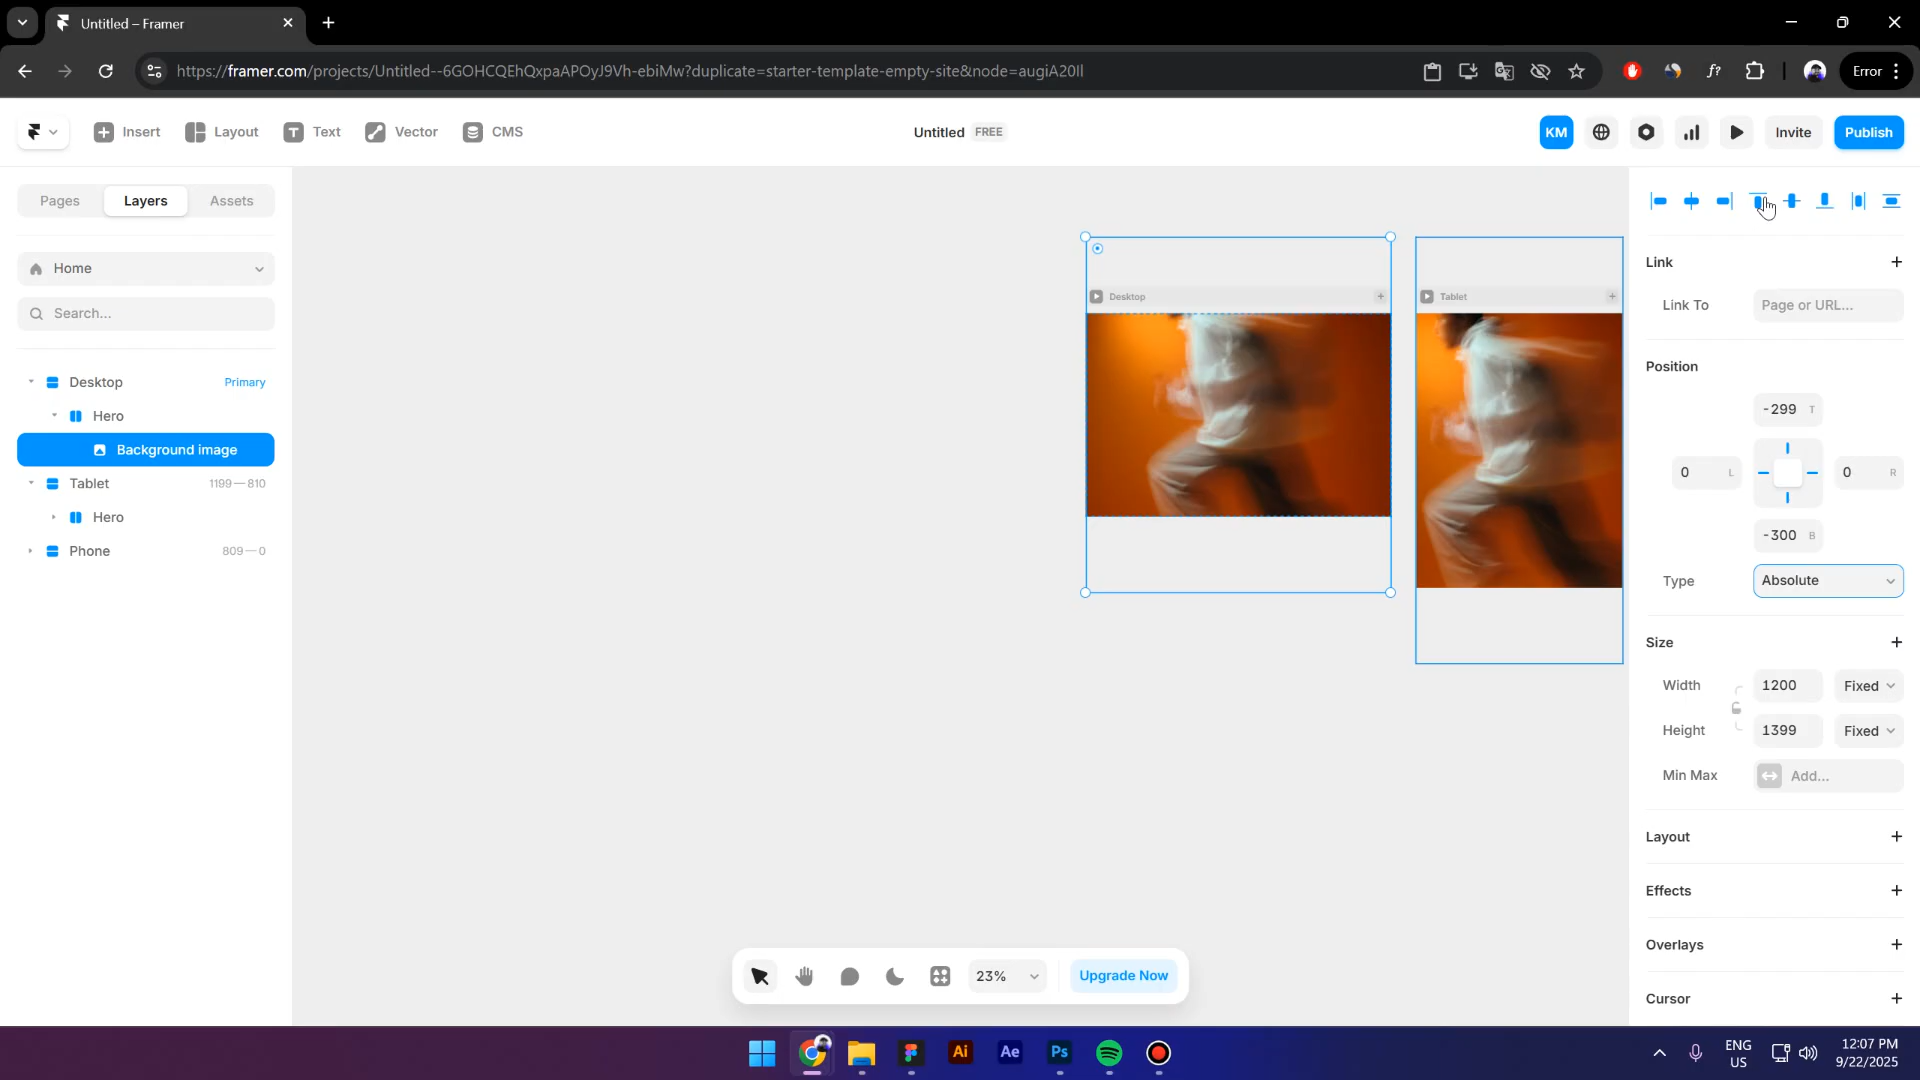 Untitled – Framer
https://framer.com/projects/Untitled--6GOHCQEhQxpaAPOyJ9Vh-ebiMw?duplicate=starter-template-empty-site&node=augiA20Il
Error
Insert
Layout
Text
Vector
CMS
Untitled FREE
KM
Invite
Publish
Pages
Layers
Assets
Home
Search...
Desktop Primary
Hero
Background image
Tablet 1199—810
Hero
Phone 809—0
Desktop
Tablet
Link
Link To Page or URL...
Position
-299 T
0 L
0 R
-300 B
Type Absolute
Size
Width 1200 Fixed
Height 1399 Fixed
Min Max Add...
Layout
Effects
Overlays
Cursor
23%
Upgrade Now
Ai
Ae
Ps
ENG
US
12:07 PM
9/22/2025